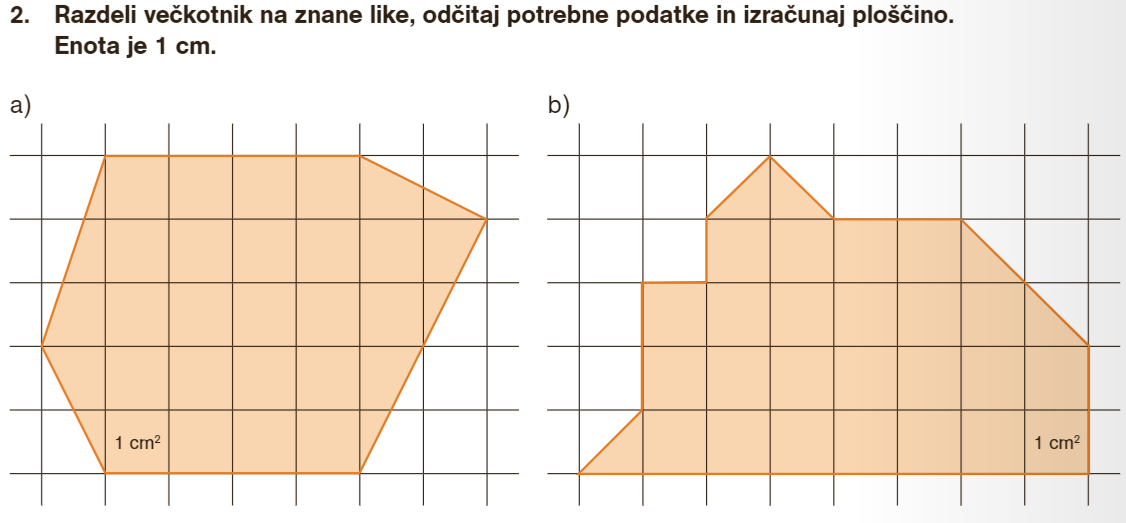 2. Razdeli večkotnik na znane like, odčitaj potrebne podatke in izračunaj ploščino.
Enota je 1 cm.
a)
b)
1 cm²
1 cm²